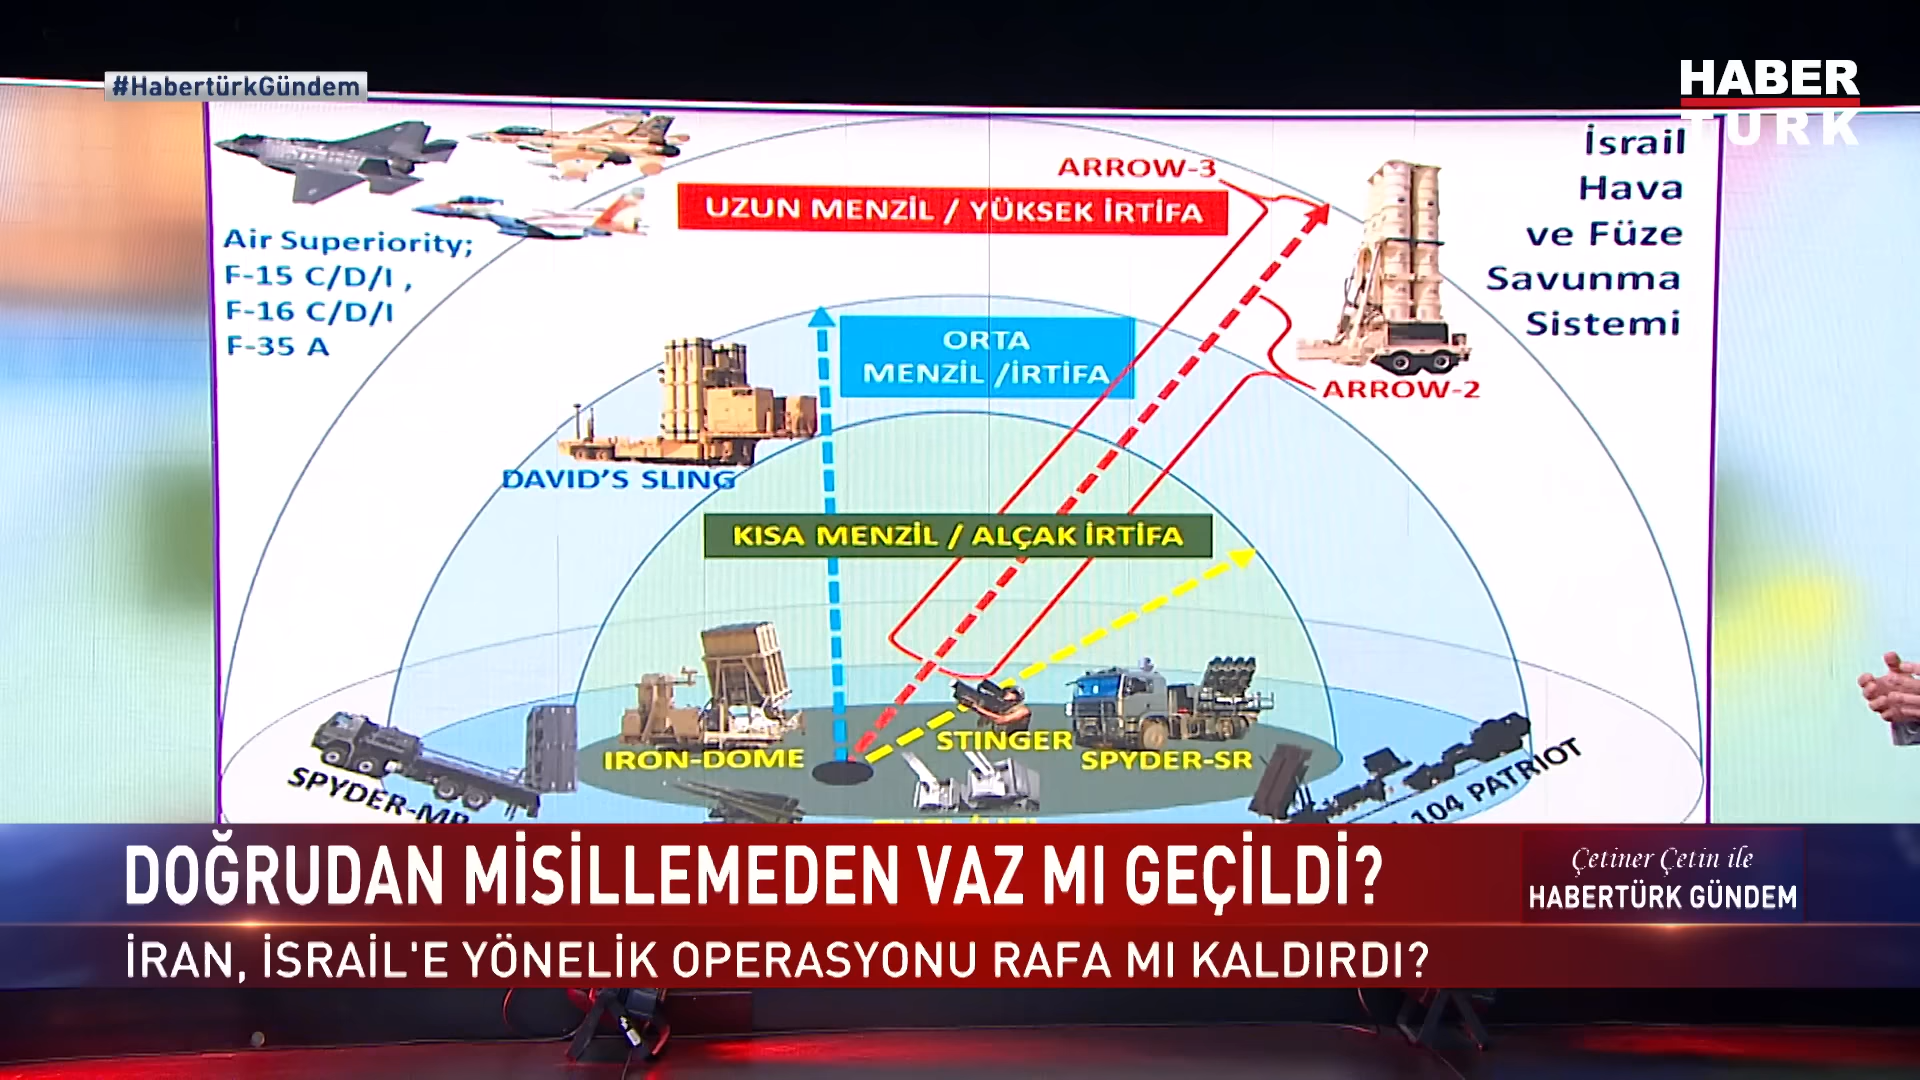 #HabertürkGündem
HABER
TÜRK
İsrail
Hava
ve Füze
Savunma
Sistemi
ARROW-3
UZUN MENZİL / YÜKSEK İRTİFA
Air Superiority;
F-15 C/D/I ,
F-16 C/D/I
F-35 A
ORTA
MENZİL /İRTİFA
ARROW-2
DAVID'S SLING
KISA MENZİL / ALÇAK İRTİFA
IRON-DOME
STINGER
SPYDER-SR
SPYDER-MR
104 PATRIOT
DOĞRUDAN MİSİLLEMEDEN VAZ MI GEÇİLDİ?
Çetiner Çetin ile
HABERTÜRK GÜNDEM
İRAN, İSRAİL'E YÖNELİK OPERASYONU RAFA MI KALDIRDI?